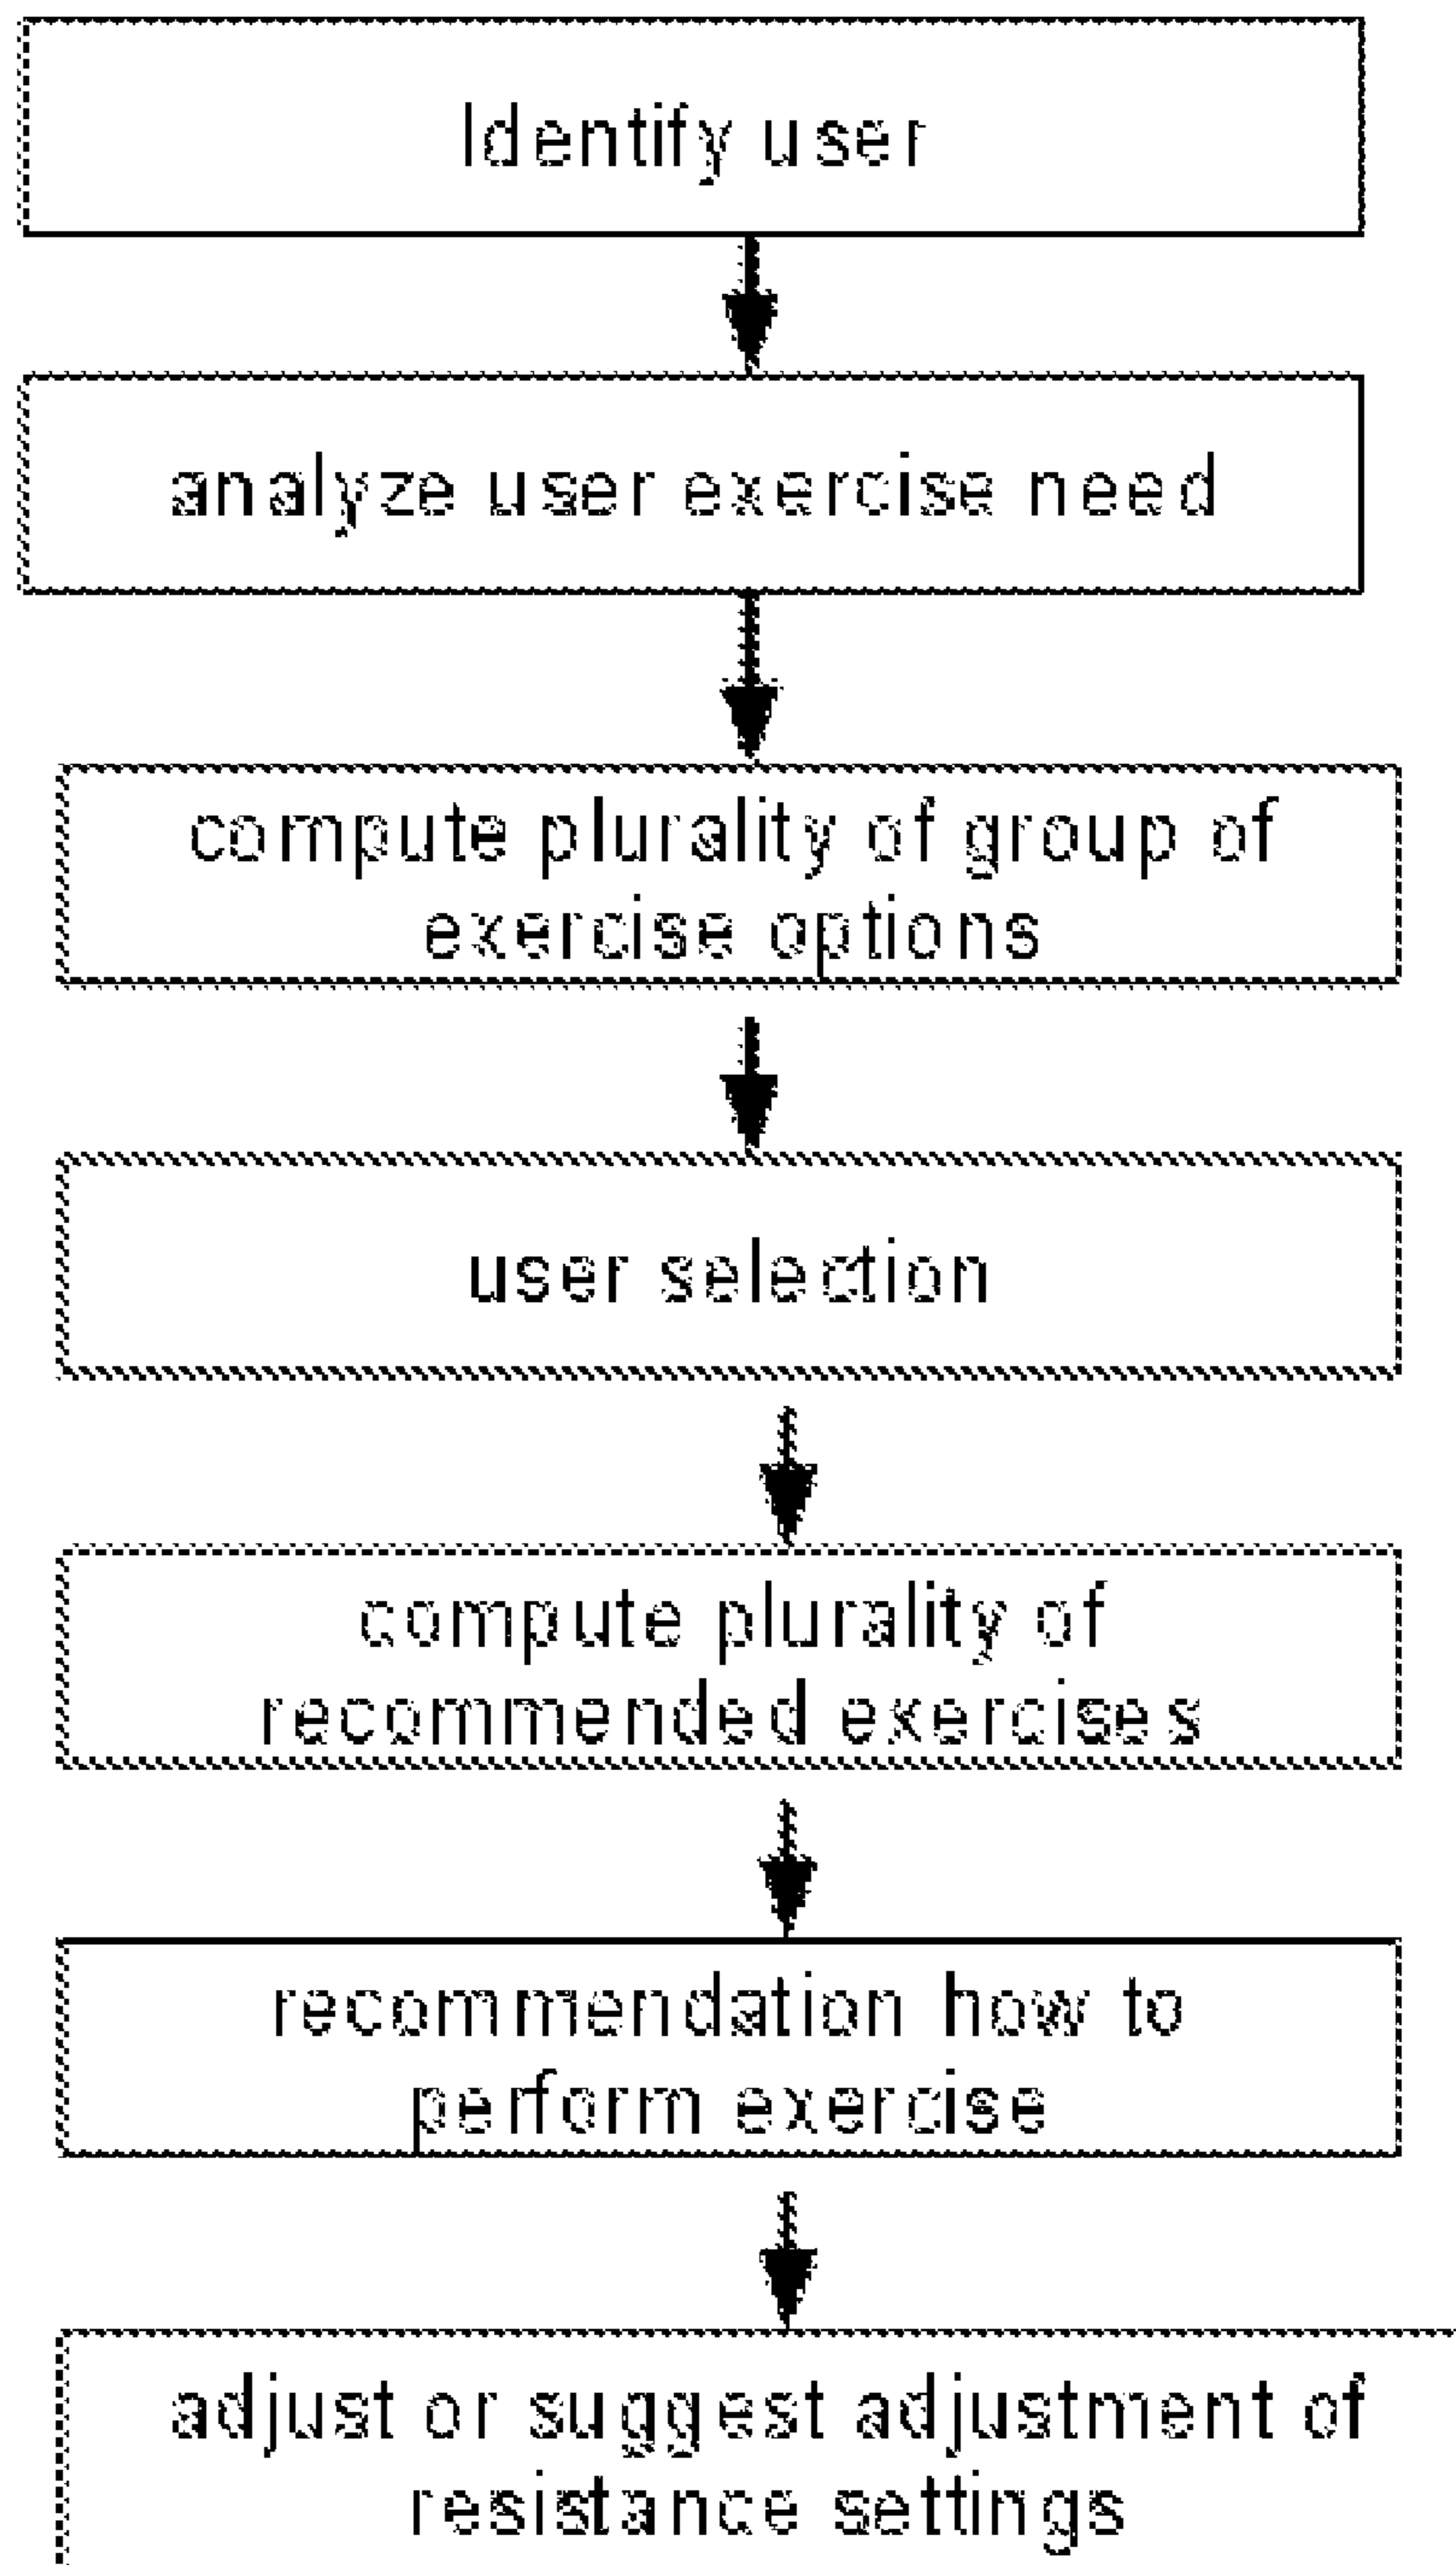 Identify user
analyze user exercise need
compute plurality of group of
exercise options
user selection
compute plurality of
recommended exercises
recommendation how to
perform exercise
adjust or suggest adjustment of
resistance settings